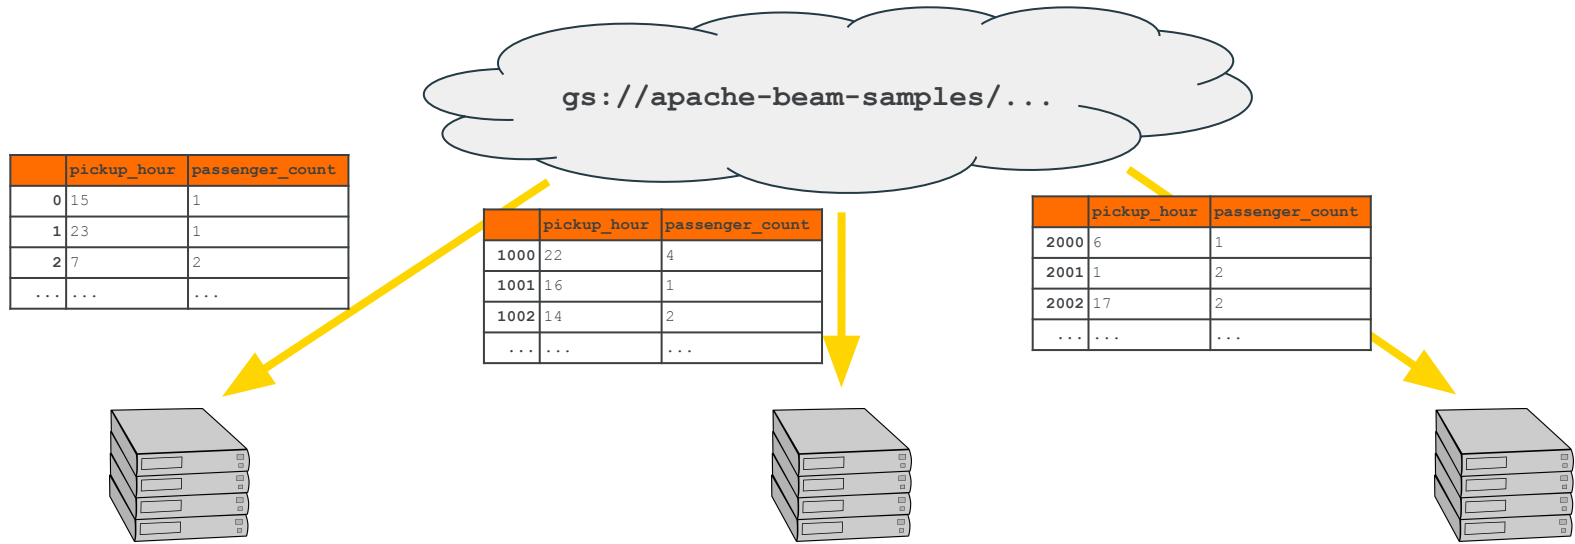 gs://apache-beam-samples/...
pickup_hour passenger_count
0 15 1
1 23 1
2 7 2
... ... ...
pickup_hour passenger_count
1000 22 4
1001 16 1
1002 14 2
... ... ...
pickup_hour passenger_count
2000 6 1
2001 1 2
2002 17 2
... ... ...